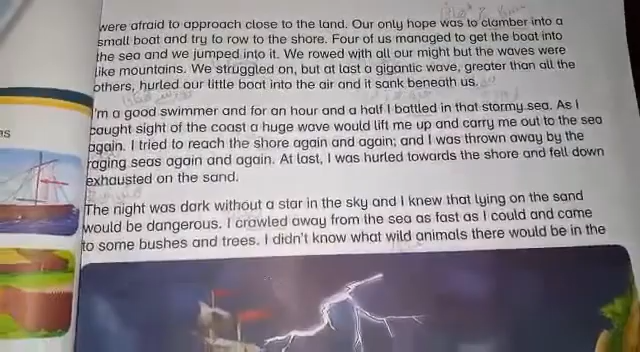 were afraid to approach close to the land. Our only hope was to clamber into a
small boat and try to row to the shore. Four of us managed to get the boat into
the sea and we jumped into it. We rowed with all our might but the waves were
like mountains. We struggled on, but at last a gigantic wave, greater than all the
others, hurled our little boat into the air and it sank beneath us.
I'm a good swimmer and for an hour and a half I battled in that stormy sea. As I
caught sight of the coast a huge wave would lift me up and carry me out to the sea
again. I tried to reach the shore again and again; and I was thrown away by the
raging seas again and again. At last, I was hurled towards the shore and fell down
exhausted on the sand.
The night was dark without a star in the sky and I knew that lying on the sand
would be dangerous. I crawled away from the sea as fast as I could and came
to some bushes and trees. I didn't know what wild animals there would be in the